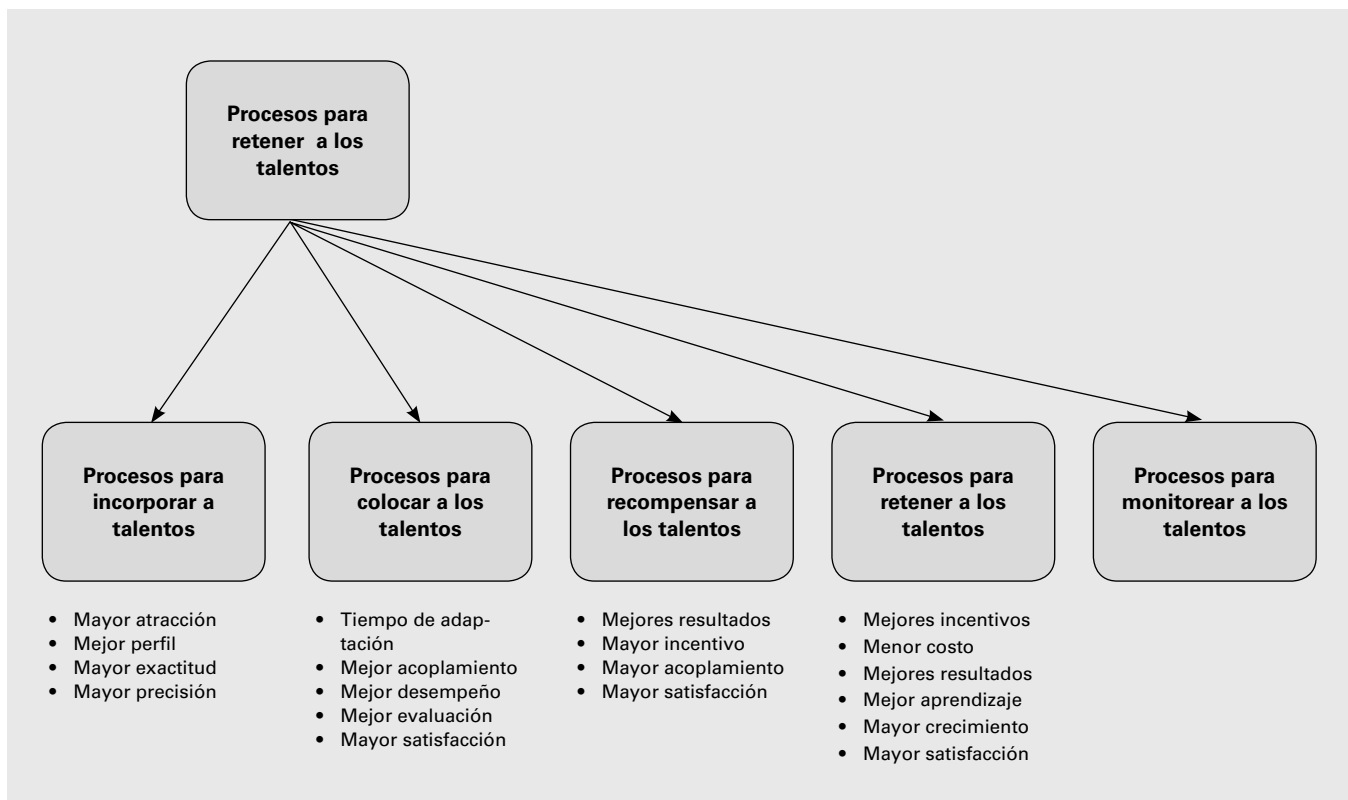 Procesos para
retener a los
talentos
Procesos para
incorporar a
talentos
Procesos para
colocar a los
talentos
Procesos para
recompensar a
los talentos
Procesos para
retener a los
talentos
Procesos para
monitorear a los
talentos
• Mayor atracción
• Mejor perfil
• Mayor exactitud
• Mayor precisión
• Tiempo de adap-
tación
• Mejor acoplamiento
• Mejor desempeño
• Mejor evaluación
• Mayor satisfacción
• Mejores resultados
• Mayor incentivo
• Mayor acoplamiento
• Mayor satisfacción
• Mejores incentivos
• Menor costo
• Mejores resultados
• Mejor aprendizaje
• Mayor crecimiento
• Mayor satisfacción